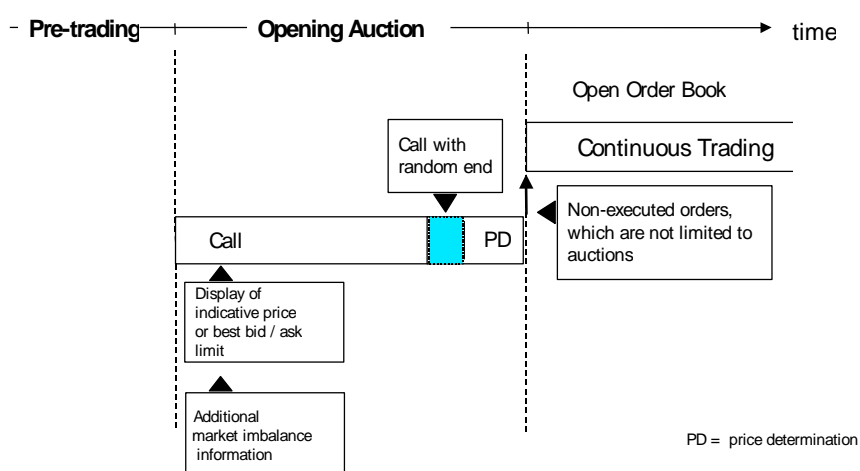 Pre-trading
Opening Auction
time
Open Order Book
Call with
random end
Continuous Trading
Call
PD
Non-executed orders,
which are not limited to
auctions
Display of
indicative price
or best bid / ask
limit
Additional
market imbalance
information
PD = price determination